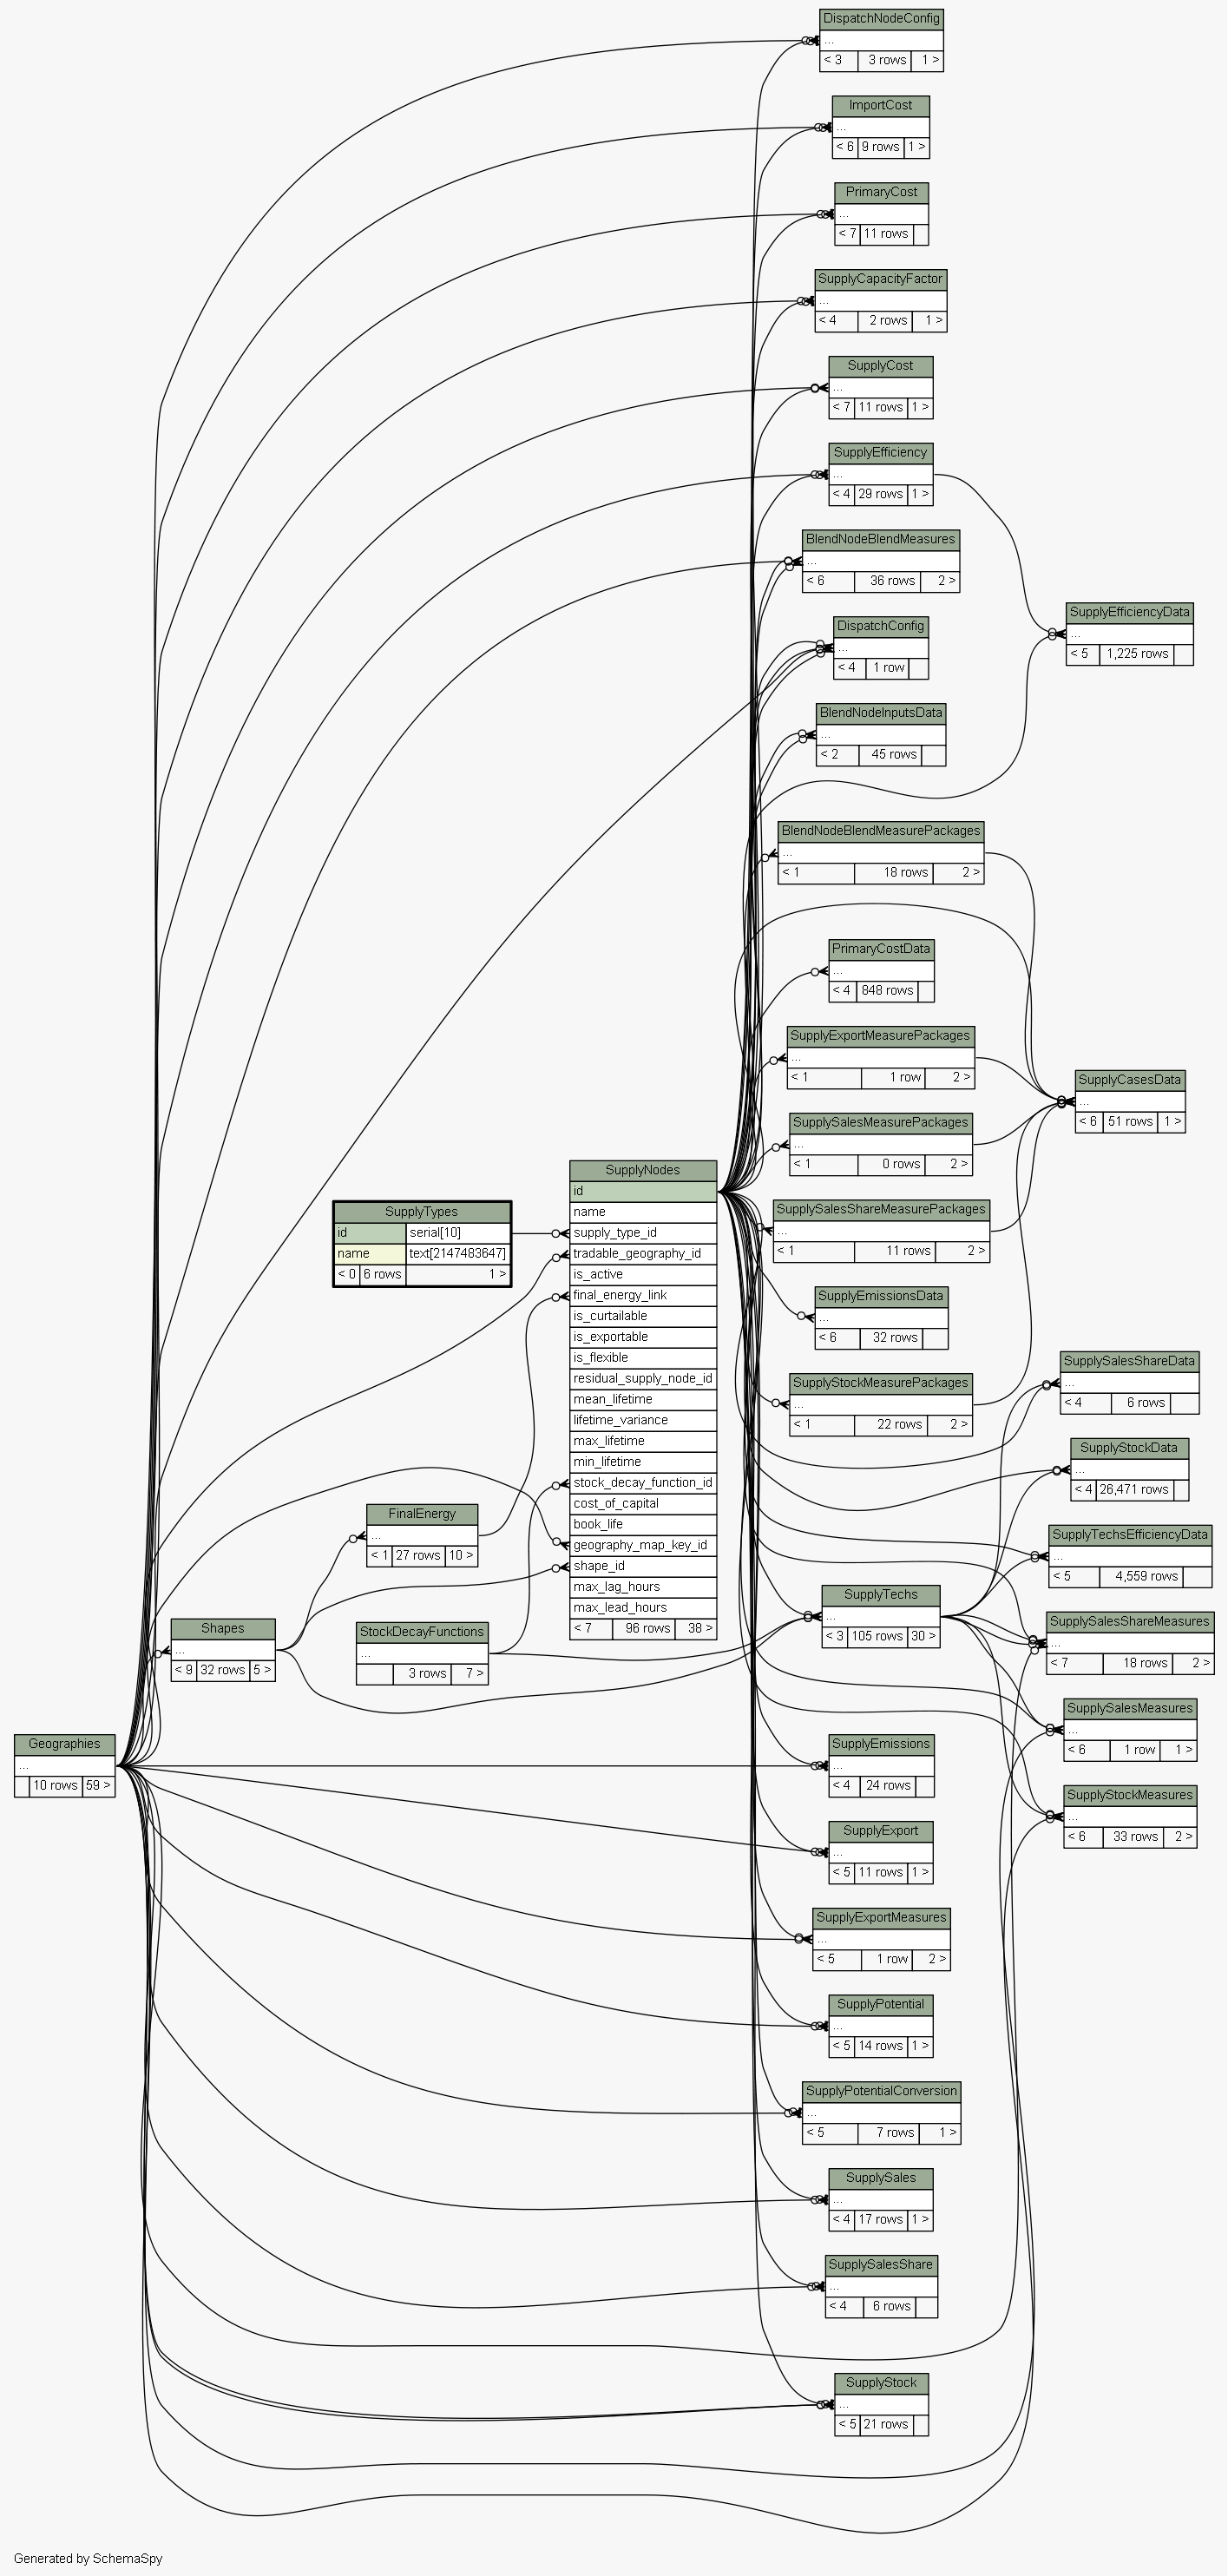 DispatchNodeConfig
...
< 3 3 rows 1 >
ImportCost
...
< 6 9 rows 1 >
PrimaryCost
...
< 7 11 rows
SupplyCapacityFactor
...
< 4 2 rows 1 >
SupplyCost
...
< 7 11 rows 1 >
SupplyEfficiency
...
< 4 29 rows 1 >
BlendNodeBlendMeasures
...
< 6 36 rows 2 >
DispatchConfig
...
< 4 1 row
SupplyEfficiencyData
...
< 5 1,225 rows
BlendNodeInputsData
...
< 2 45 rows
BlendNodeBlendMeasurePackages
...
< 1 18 rows 2 >
PrimaryCostData
...
< 4 848 rows
SupplyExportMeasurePackages
...
< 1 1 row 2 >
SupplyCasesData
...
< 6 51 rows 1 >
SupplySalesMeasurePackages
...
< 1 0 rows 2 >
SupplyNodes
id
name
supply_type_id
tradable_geography_id
is_active
final_energy_link
is_curtailable
is_exportable
is_flexible
residual_supply_node_id
mean_lifetime
lifetime_variance
max_lifetime
min_lifetime
stock_decay_function_id
cost_of_capital
book_life
geography_map_key_id
shape_id
max_lag_hours
max_lead_hours
< 7 96 rows 38 >
SupplyTypes
id serial[10]
name text[2147483647]
< 0 6 rows 1 >
SupplySalesShareMeasurePackages
...
< 1 11 rows 2 >
SupplyEmissionsData
...
< 6 32 rows
SupplyStockMeasurePackages
...
< 1 22 rows 2 >
SupplySalesShareData
...
< 4 6 rows
SupplyStockData
...
< 4 26,471 rows
FinalEnergy
...
< 1 27 rows 10 >
SupplyTechsEfficiencyData
...
< 5 4,559 rows
SupplyTechs
...
< 3 105 rows 30 >
SupplySalesShareMeasures
...
< 7 18 rows 2 >
Shapes
...
< 9 32 rows 5 >
StockDecayFunctions
...
3 rows 7 >
SupplySalesMeasures
...
< 6 1 row 1 >
Geographies
...
10 rows 59 >
SupplyEmissions
...
< 4 24 rows
SupplyStockMeasures
...
< 6 33 rows 2 >
SupplyExport
...
< 5 11 rows 1 >
SupplyExportMeasures
...
< 5 1 row 2 >
SupplyPotential
...
< 5 14 rows 1 >
SupplyPotentialConversion
...
< 5 7 rows 1 >
SupplySales
...
< 4 17 rows 1 >
SupplySalesShare
...
< 4 6 rows
SupplyStock
...
< 5 21 rows
Generated by SchemaSpy